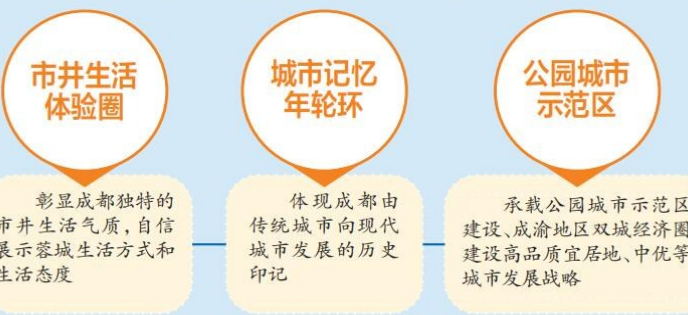 市井生活
体验圈
城市记忆
年轮环
公园城市
示范区
彰显成都独特的
市井生活气质，自信
展示蓉城生活方式和
生活态度
体现成都由
传统城市向现代
城市发展的历史
印记
承载公园城市示范区
建设、成渝地区双城经济圈
建设高品质宜居地、中优等
城市发展战略